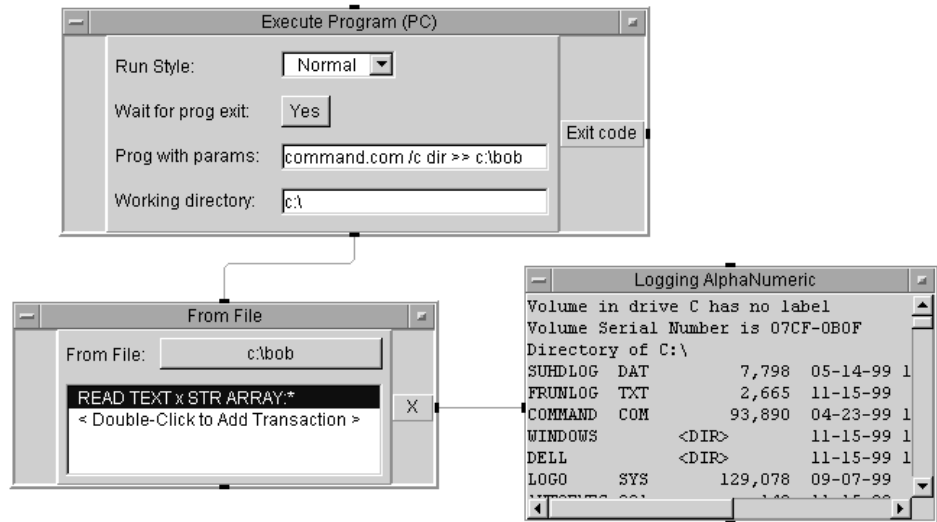 Execute Program (PC)
Run Style: Normal
Wait for prog exit: Yes
Prog with params: command.com /c dir >> c:\bob
Working directory: c:\
Exit code
From File
From File: c:\bob
READ TEXT x STR ARRAY:*
< Double-Click to Add Transaction >
X
Logging AlphaNumeric
Volume in drive C has no label
Volume Serial Number is 07CF-0B0F
Directory of C:\
SUHDLOG DAT 7,798 05-14-99 1
FRUNLOG TXT 2,665 11-15-99
COMMAND COM 93,890 04-23-99 1
WINDOWS <DIR> 11-15-99 1
DELL <DIR> 11-15-99 1
LOGO SYS 129,078 09-07-99